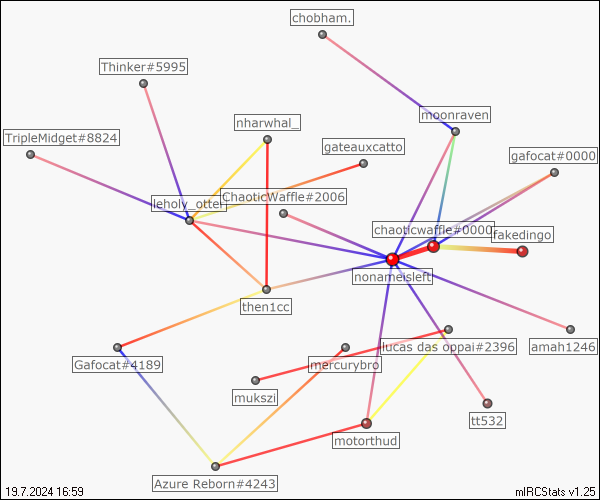 chobham.
Thinker#5995
moonraven
nharwhal_
TripleMidget#8824
gateauxcatto
gafocat#0000
ChaoticWaffle#2006
leholy_otter
chaoticwaffle#0000
fakedingo
nonameisleft
then1cc
lucas das oppai#2396
amah1246
Gafocat#4189
mercurybro
mukszi
tt532
motorthud
Azure Reborn#4243
19.7.2024 16:59
mIRCStats v1.25